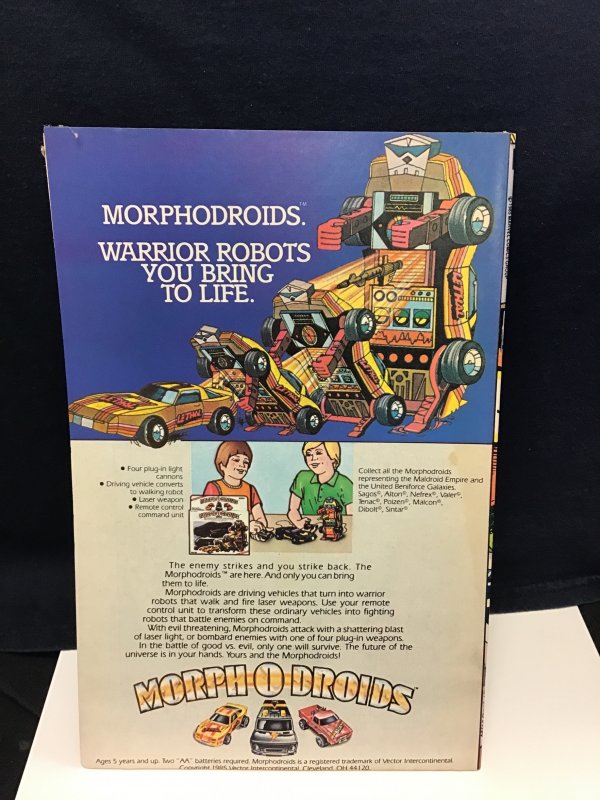 MORPHODROIDS.™
WARRIOR ROBOTS
YOU BRING
TO LIFE.
LETHOL
LETHOL
• Four plug-in light
cannons
• Driving vehicle converts
to walking robot
• Laser weapon
• Remote control
command unit
Collect all the Morphodroids
representing the Maldroid Empire and
the United Beniforce Galaxies.
Sagos®, Alton®, Nefrex®, Valer®,
Tenac®, Poizen®, Malcon®,
Dibolt®, Sintar®
The enemy strikes and you strike back. The
Morphodroids™ are here. And only you can bring
them to life.
Morphodroids are driving vehicles that turn into warrior
robots that walk and fire laser weapons. Use your remote
control unit to transform these ordinary vehicles into fighting
robots that battle enemies on command.
With evil threatening, Morphodroids attack with a shattering blast
of laser light, or bombard enemies with one of four plug-in weapons.
In the battle of good vs. evil, only one will survive. The future of the
universe is in your hands. Yours and the Morphodroids!
MORPH-O-DROIDS™
Ages 5 years and up. Two "AA" batteries required. Morphodroids is a registered trademark of Vector Intercontinental.
Copyright 1985 Vector Intercontinental, Cleveland, OH 44120.